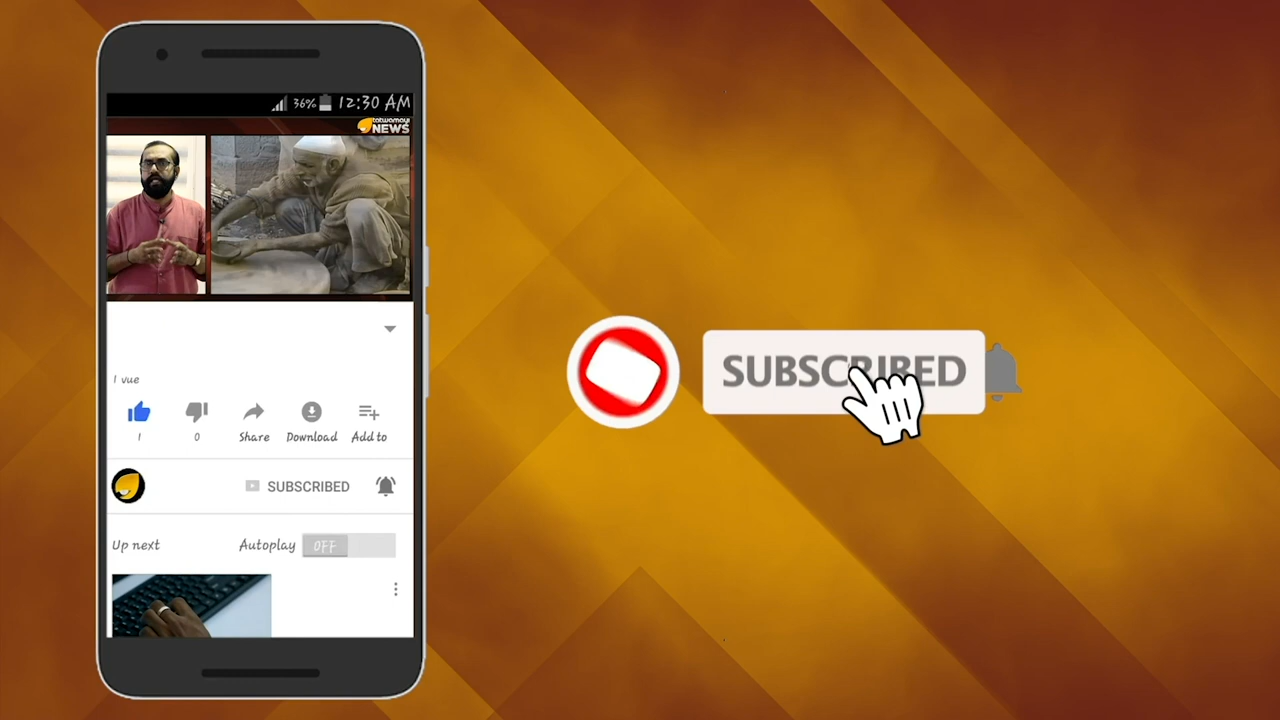 36% 12:30 AM
tatwamayi
NEWS
1 vue
1
0
Share
Download
Add to
SUBSCRIBED
Up next
Autoplay
OFF
SUBSCRIBED